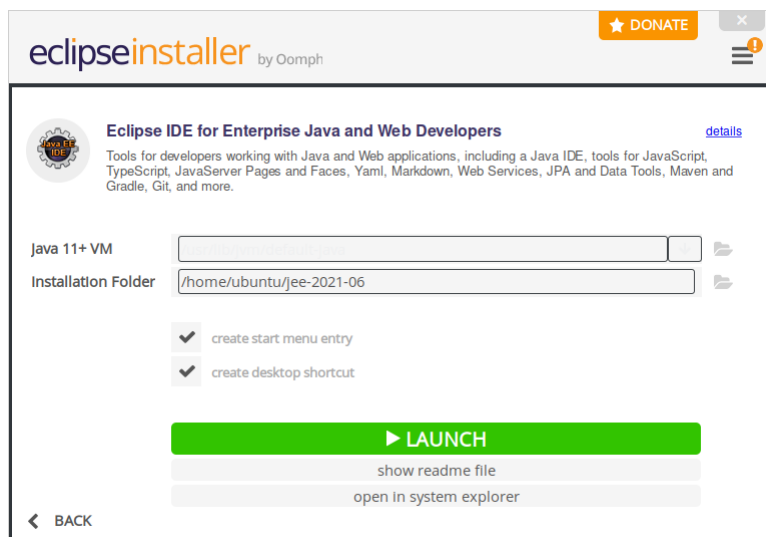 DONATE
eclipseinstaller by Oomph
Java EE
IDE
Eclipse IDE for Enterprise Java and Web Developers
details
Tools for developers working with Java and Web applications, including a Java IDE, tools for JavaScript,
TypeScript, JavaServer Pages and Faces, Yaml, Markdown, Web Services, JPA and Data Tools, Maven and
Gradle, Git, and more.
Java 11+ VM
Installation Folder
/home/ubuntu/jee-2021-06
create start menu entry
create desktop shortcut
LAUNCH
show readme file
open in system explorer
BACK